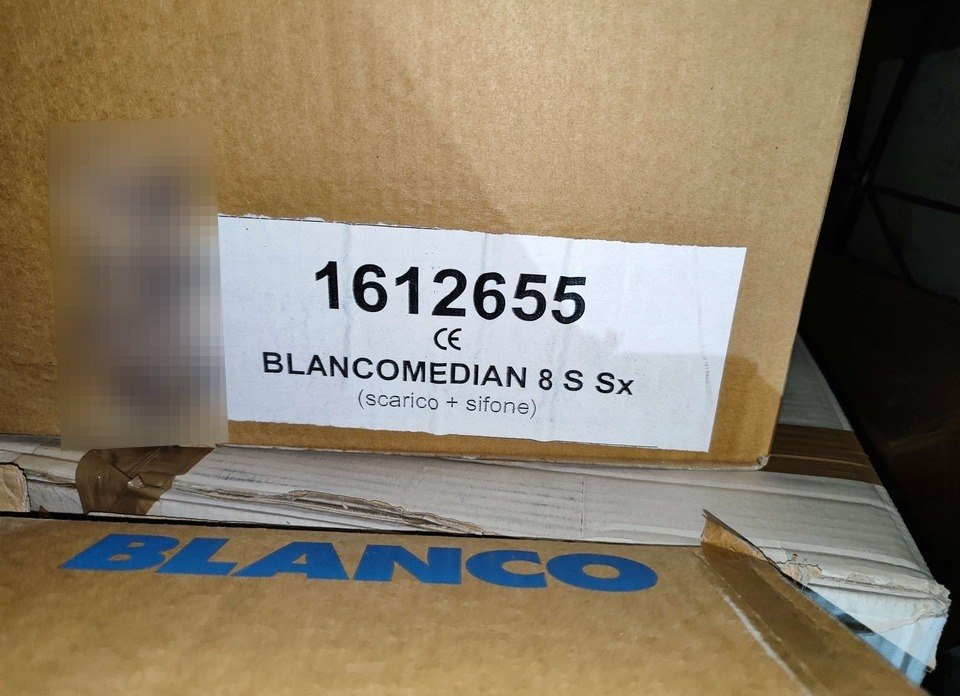 1612655
CE
BLANCOMEDIAN 8 S Sx
(scarico + sifone)
BLANCO